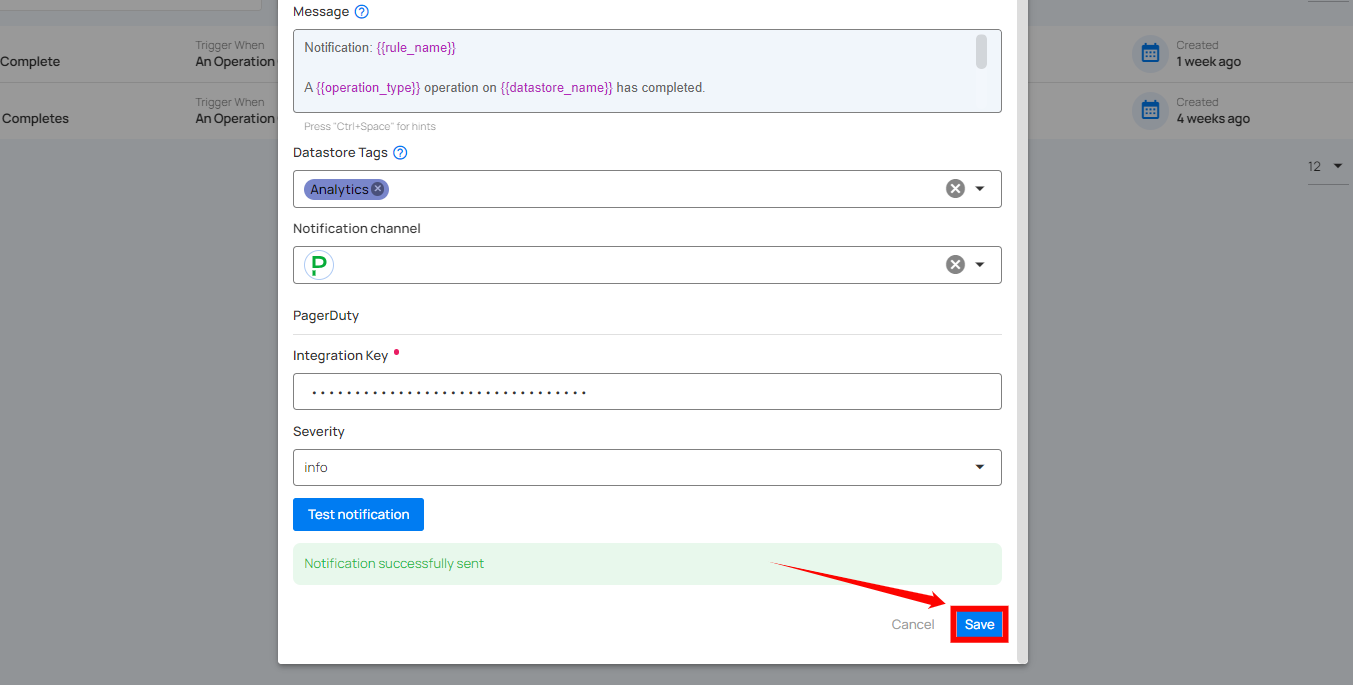 Message
Notification: {{rule_name}}
A {{operation_type}} operation on {{datastore_name}} has completed.
Press "Ctrl+Space" for hints
Datastore Tags
Analytics
Notification channel
PagerDuty
Integration Key
Severity
info
Test notification
Notification successfully sent
Cancel
Save
Complete
Trigger When
An Operation
Created
1 week ago
Completes
Trigger When
An Operation
Created
4 weeks ago
12